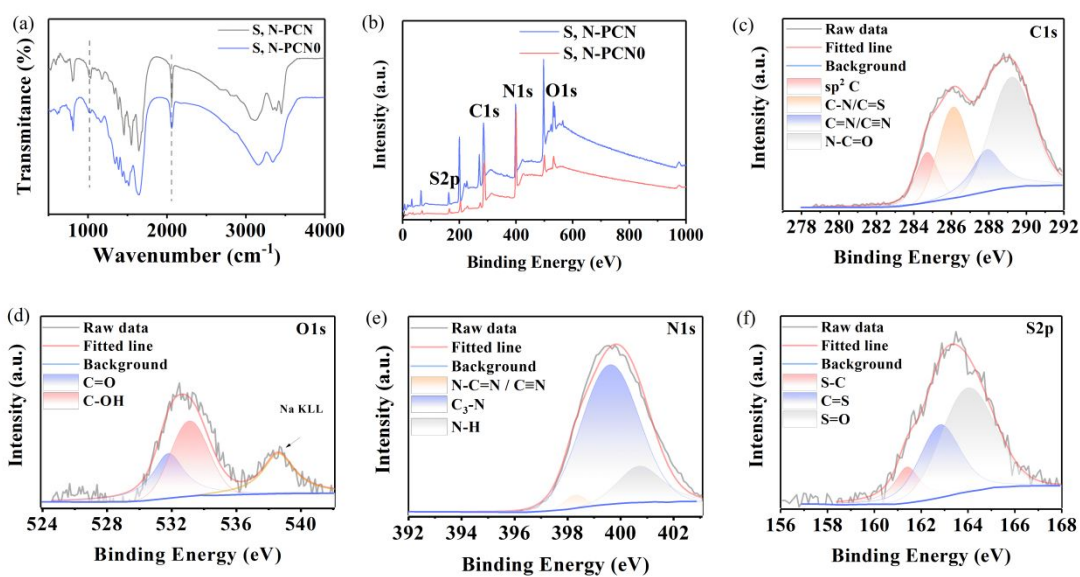 (a)
S, N-PCN
S, N-PCN0
Transmittance (%)
1000 2000 3000 4000
Wavenumber (cm⁻¹)
(b)
S, N-PCN
S, N-PCN0
N1s
O1s
C1s
S2p
Intensity (a.u.)
0 200 400 600 800 1000
Binding Energy (eV)
(c)
C1s
Raw data
Fitted line
Background
sp² C
C-N/C=S
C=N/C≡N
N-C=O
Intensity (a.u.)
278 280 282 284 286 288 290 292
Binding Energy (eV)
(d)
O1s
Raw data
Fitted line
Background
C=O
C-OH
Na KLL
Intensity (a.u.)
524 528 532 536 540
Binding Energy (eV)
(e)
N1s
Raw data
Fitted line
Background
N-C=N / C≡N
C₃-N
N-H
Intensity (a.u.)
392 394 396 398 400 402
Binding Energy (eV)
(f)
S2p
Raw data
Fitted line
Background
S-C
C=S
S=O
Intensity (a.u.)
156 158 160 162 164 166 168
Binding Energy (eV)